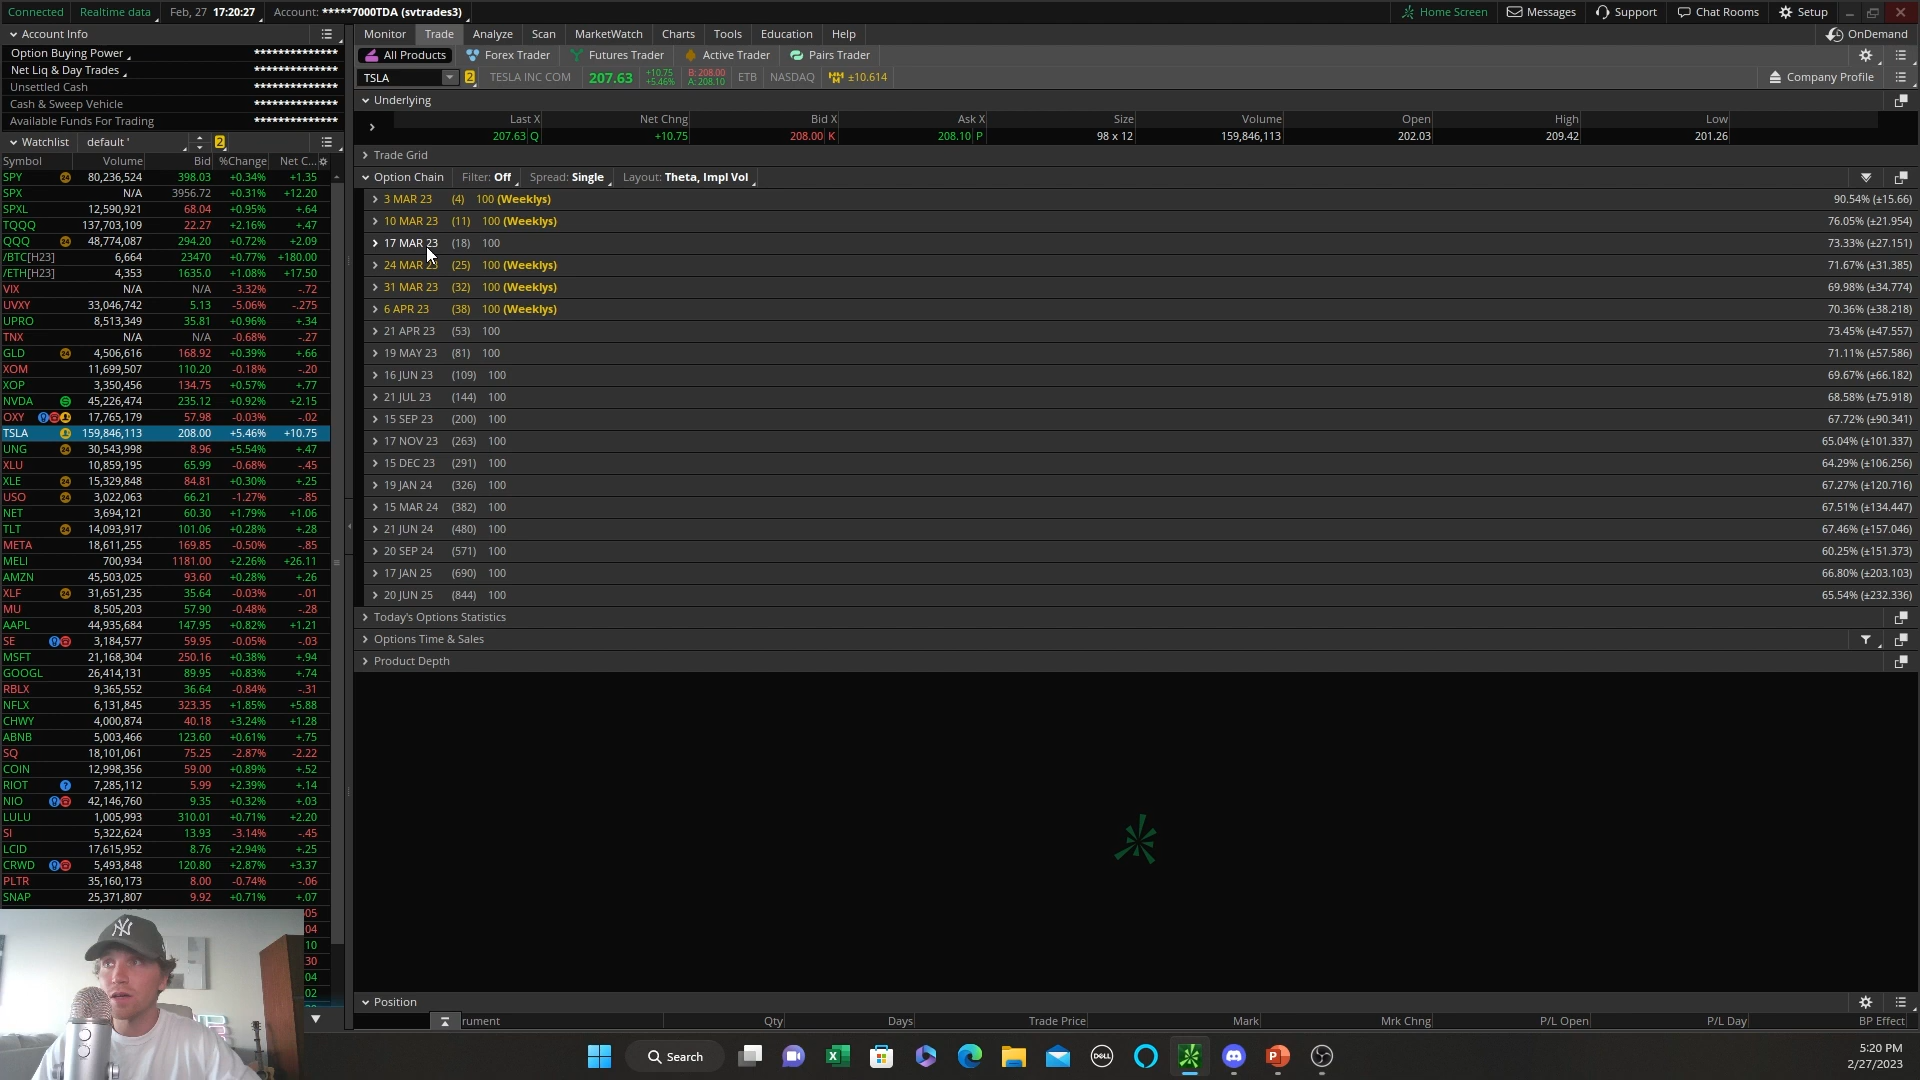 Connected Realtime data Feb, 27 17:20:27 Account: *****7000TDA (svtrades3) Home Screen Messages Support Chat Rooms Setup
Account Info
Option Buying Power **************
Net Liq & Day Trades **************
Unsettled Cash **************
Cash & Sweep Vehicle **************
Available Funds For Trading **************
Watchlist default ' 2
Symbol Volume Bid %Change Net C...
SPY 24 80,236,524 398.03 +0.34% +1.35
SPX N/A 3956.72 +0.31% +12.20
SPXL 12,590,921 68.04 +0.95% +.64
TQQQ 137,703,109 22.27 +2.16% +.47
QQQ 24 48,774,087 294.20 +0.72% +2.09
/BTC[H23] 6,664 23470 +0.77% +180.00
/ETH[H23] 4,353 1635.0 +1.08% +17.50
VIX N/A N/A -3.32% -.72
UVXY 33,046,742 5.13 -5.06% -.275
UPRO 8,513,349 35.81 +0.96% +.34
TNX N/A N/A -0.68% -.27
GLD 24 4,506,616 168.92 +0.39% +.66
XOM 11,699,507 110.20 -0.18% -.20
XOP 3,350,456 134.75 +0.57% +.77
NVDA 45,226,474 235.12 +0.92% +2.15
OXY 17,765,179 57.98 -0.03% -.02
TSLA 159,846,113 208.00 +5.46% +10.75
UNG 24 30,543,998 8.96 +5.54% +.47
XLU 10,859,195 65.99 -0.68% -.45
XLE 24 15,329,848 84.81 +0.30% +.25
USO 24 3,022,063 66.21 -1.27% -.85
NET 3,694,121 60.30 +1.79% +1.06
TLT 24 14,093,917 101.06 +0.28% +.28
META 18,611,255 169.85 -0.50% -.85
MELI 700,934 1181.00 +2.26% +26.11
AMZN 45,503,025 93.60 +0.28% +.26
XLF 24 31,651,235 35.64 -0.03% -.01
MU 8,505,203 57.90 -0.48% -.28
AAPL 44,935,684 147.95 +0.82% +1.21
SE 3,184,577 59.95 -0.05% -.03
MSFT 21,168,304 250.16 +0.38% +.94
GOOGL 26,414,131 89.95 +0.83% +.74
RBLX 9,365,552 36.64 -0.84% -.31
NFLX 6,131,845 323.35 +1.85% +5.88
CHWY 4,000,874 40.18 +3.24% +1.28
ABNB 5,003,466 123.60 +0.61% +.75
SQ 18,101,061 75.25 -2.87% -2.22
COIN 12,998,356 59.00 +0.89% +.52
RIOT ? 7,285,112 5.99 +2.39% +.14
NIO 42,146,760 9.35 +0.32% +.03
LULU 1,005,993 310.01 +0.71% +2.20
SI 5,322,624 13.93 -3.14% -.45
LCID 17,615,952 8.76 +2.94% +.25
CRWD 5,493,848 120.80 +2.87% +3.37
PLTR 35,160,173 8.00 -0.74% -.06
SNAP 25,371,807 9.92 +0.71% +.07
04
10
30
04
02
Monitor Trade Analyze Scan MarketWatch Charts Tools Education Help OnDemand
All Products Forex Trader Futures Trader Active Trader Pairs Trader
TSLA 2 TESLA INC COM 207.63 +10.75 +5.46% B: 208.00 A: 208.10 ETB NASDAQ ±10.614 Company Profile
Underlying
Last X Net Chng Bid X Ask X Size Volume Open High Low
207.63 Q +10.75 208.00 K 208.10 P 98 x 12 159,846,113 202.03 209.42 201.26
Trade Grid
Option Chain Filter: Off Spread: Single Layout: Theta, Impl Vol
3 MAR 23 (4) 100 (Weeklys) 90.54% (±15.66)
10 MAR 23 (11) 100 (Weeklys) 76.05% (±21.954)
17 MAR 23 (18) 100 73.33% (±27.151)
24 MAR 23 (25) 100 (Weeklys) 71.67% (±31.385)
31 MAR 23 (32) 100 (Weeklys) 69.98% (±34.774)
6 APR 23 (38) 100 (Weeklys) 70.36% (±38.218)
21 APR 23 (53) 100 73.45% (±47.557)
19 MAY 23 (81) 100 71.11% (±57.586)
16 JUN 23 (109) 100 69.67% (±66.182)
21 JUL 23 (144) 100 68.58% (±75.918)
15 SEP 23 (200) 100 67.72% (±90.341)
17 NOV 23 (263) 100 65.04% (±101.337)
15 DEC 23 (291) 100 64.29% (±106.256)
19 JAN 24 (326) 100 67.27% (±120.716)
15 MAR 24 (382) 100 67.51% (±134.447)
21 JUN 24 (480) 100 67.46% (±157.046)
20 SEP 24 (571) 100 60.25% (±151.373)
17 JAN 25 (690) 100 66.80% (±203.103)
20 JUN 25 (844) 100 65.54% (±232.336)
Today's Options Statistics
Options Time & Sales
Product Depth
Position
rument Qty Days Trade Price Mark Mrk Chng P/L Open P/L Day BP Effect
Search
DELL
5:20 PM
2/27/2023